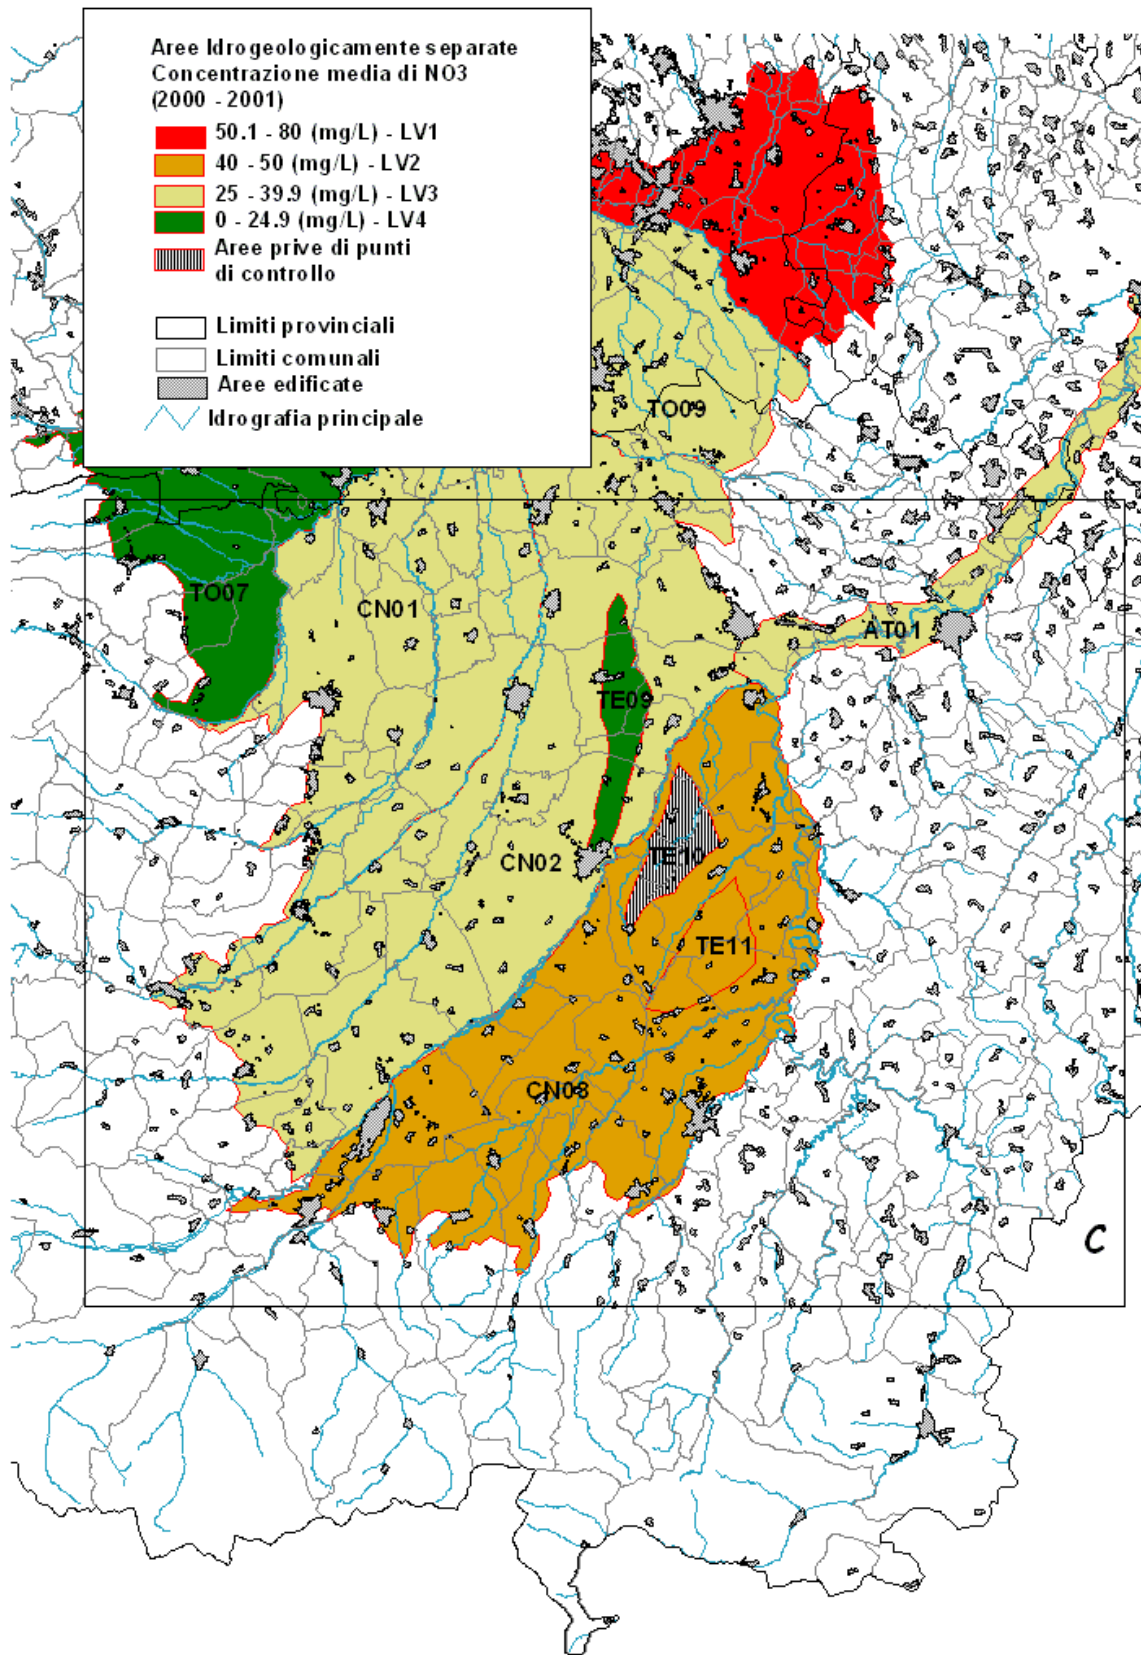 Aree Idrogeologicamente separate
Concentrazione media di NO3
(2000 - 2001)
50.1 - 80 (mg/L) - LV1
40 - 50 (mg/L) - LV2
25 - 39.9 (mg/L) - LV3
0 - 24.9 (mg/L) - LV4
Aree prive di punti
di controllo
Limiti provinciali
Limiti comunali
Aree edificate
Idrografia principale
TO09
TO07
CN01
AT01
TE09
CN02
TE10
TE11
CN08
C